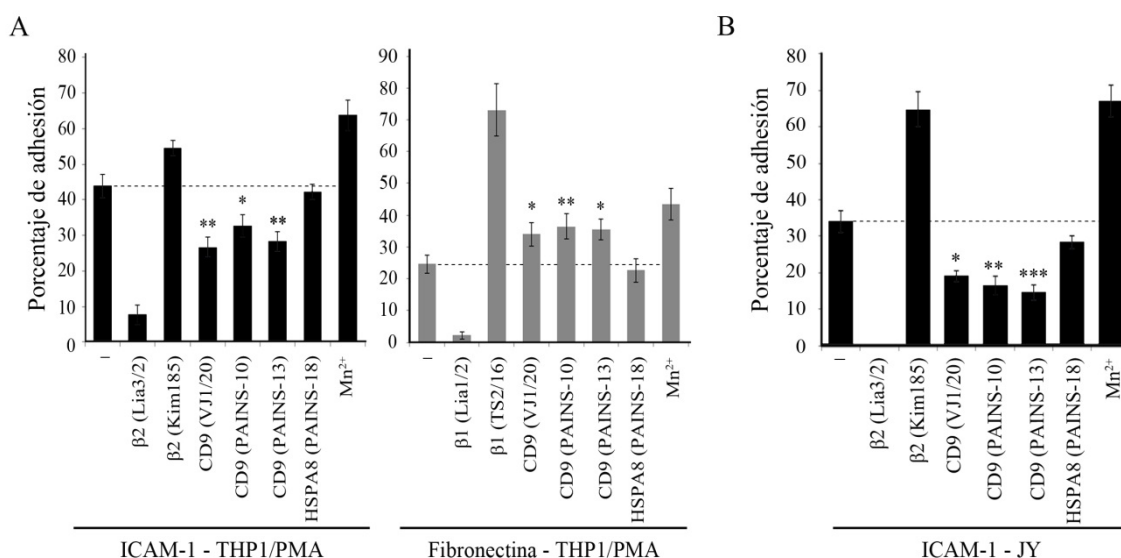 A
B
Porcentaje de adhesión
80
70
60
50
40
30
20
10
0
**
*
**
–
β2 (Lia3/2)
β2 (Kim185)
CD9 (VJ1/20)
CD9 (PAINS-10)
CD9 (PAINS-13)
HSPA8 (PAINS-18)
Mn²⁺
ICAM-1 - THP1/PMA
90
80
70
60
50
40
30
20
10
0
*
**
*
–
β1 (Lia1/2)
β1 (TS2/16)
CD9 (VJ1/20)
CD9 (PAINS-10)
CD9 (PAINS-13)
HSPA8 (PAINS-18)
Mn²⁺
Fibronectina - THP1/PMA
Porcentaje de adhesión
80
70
60
50
40
30
20
10
0
*
**
***
–
β2 (Lia3/2)
β2 (Kim185)
CD9 (VJ1/20)
CD9 (PAINS-10)
CD9 (PAINS-13)
HSPA8 (PAINS-18)
Mn²⁺
ICAM-1 - JY